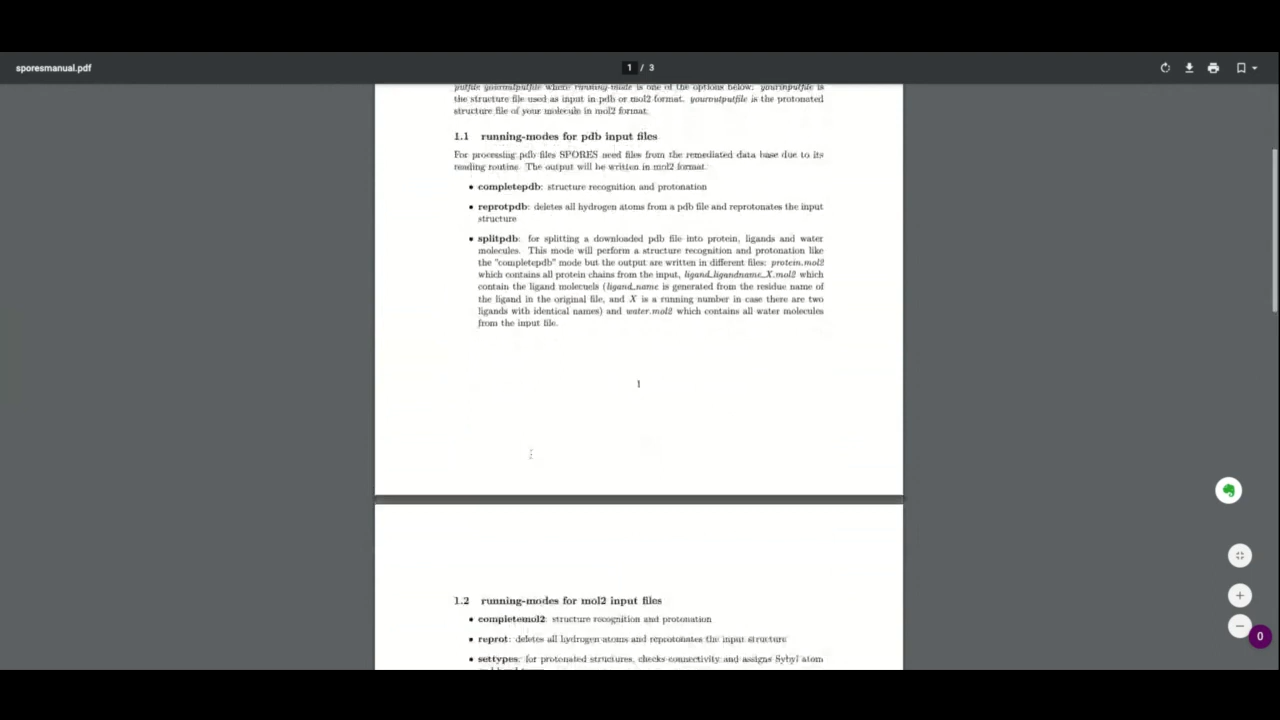 sporesmanual.pdf
1 / 3
putfile youroutputfile where running-mode is one of the options below: yourinputfile is
the structure file used as input in pdb or mol2 format. youroutputfile is the protonated
structure file of your molecule in mol2 format.
1.1 running-modes for pdb input files
For processing pdb files SPORES need files from the remediated data base due to its
reading routine. The output will be written in mol2 format.
• completepdb: structure recognition and protonation
• reprotpdb: deletes all hydrogen atoms from a pdb file and reprotonates the input
structure
• splitpdb: for splitting a downloaded pdb file into protein, ligands and water
molecules. This mode will perform a structure recognition and protonation like
the "completepdb" mode but the output are written in different files: protein.mol2
which contains all protein chains from the input, ligand_ligandname_X.mol2 which
contain the ligand molecuels (ligand_name is generated from the residue name of
the ligand in the original file, and X is a running number in case there are two
ligands with identical names) and water.mol2 which contains all water molecules
from the input file.
1
1.2 running-modes for mol2 input files
• completemol2: structure recognition and protonation
• reprot: deletes all hydrogen atoms and reprotonates the input structure
• settypes: for protonated structures, checks connectivity and assigns Sybyl atom
0